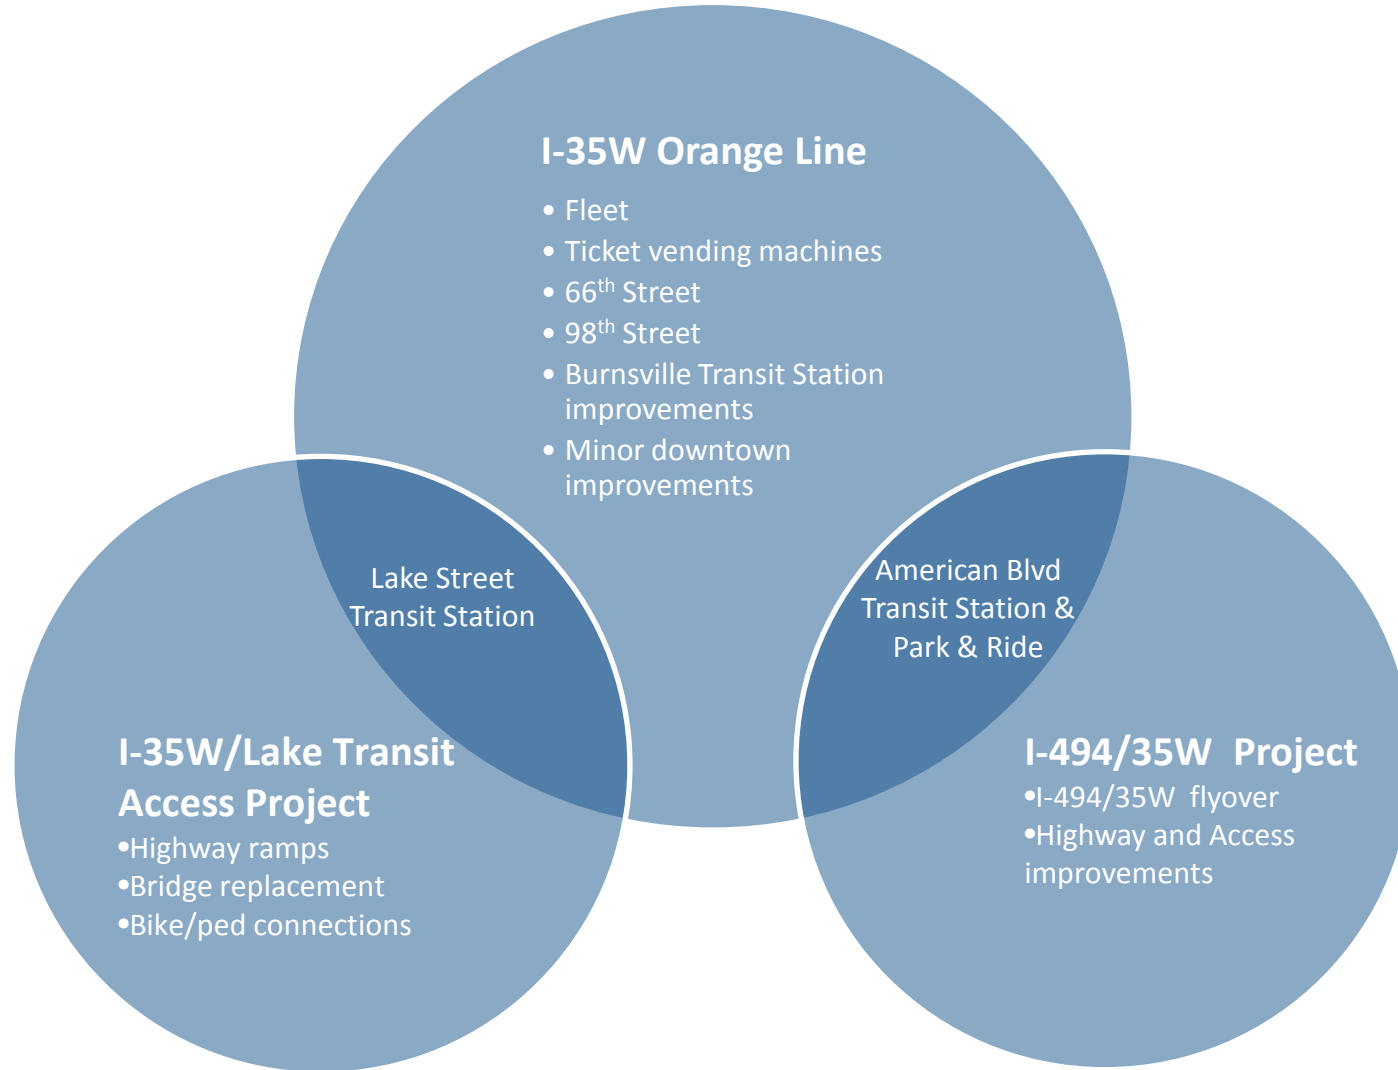 I-35W Orange Line
• Fleet
• Ticket vending machines
• 66th Street
• 98th Street
• Burnsville Transit Station
improvements
• Minor downtown
improvements
Lake Street
Transit Station
American Blvd
Transit Station &
Park & Ride
I-35W/Lake Transit
Access Project
•Highway ramps
•Bridge replacement
•Bike/ped connections
I-494/35W  Project
•I-494/35W  flyover
•Highway and Access
improvements